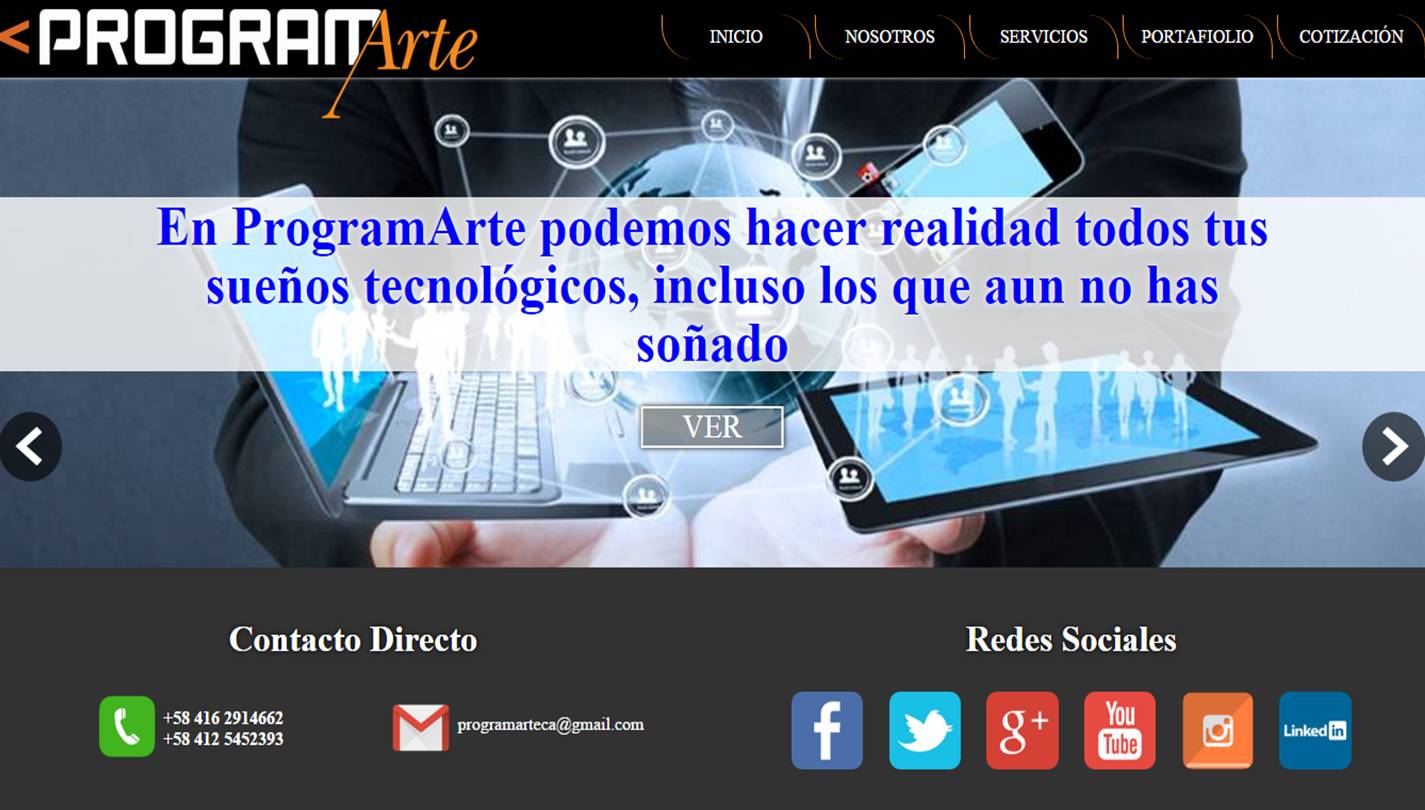 <PROGRAMArte
INICIO
NOSOTROS
SERVICIOS
PORTAFIOLIO
COTIZACIÓN
En ProgramArte podemos hacer realidad todos tus
sueños tecnológicos, incluso los que aun no has
soñado
VER
Contacto Directo
Redes Sociales
+58 416 2914662
+58 412 5452393
programarteca@gmail.com
f
g+
You
Tube
Linked in